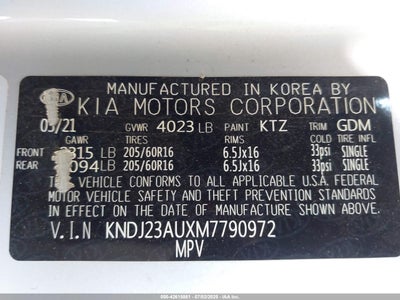 MANUFACTURED IN KOREA BY
KIA MOTORS CORPORATION
03/21 GVWR 4023 LB PAINT KTZ TRIM GDM
GAWR TIRES RIMS COLD TIRE INFL
FRONT 315 LB 205/60R16 6.5Jx16 33psi SINGLE
REAR 094 LB 205/60R16 6.5Jx16 33psi SINGLE
VEHICLE CONFORMS TO ALL APPLICABLE U.S.A. FEDERAL
MOTOR VEHICLE SAFETY AND THEFT PREVENTION STANDARDS
IN EFFECT ON THE DATE OF MANUFACTURE SHOWN ABOVE.
V.I.N KNDJ23AUXM7790972
MPV